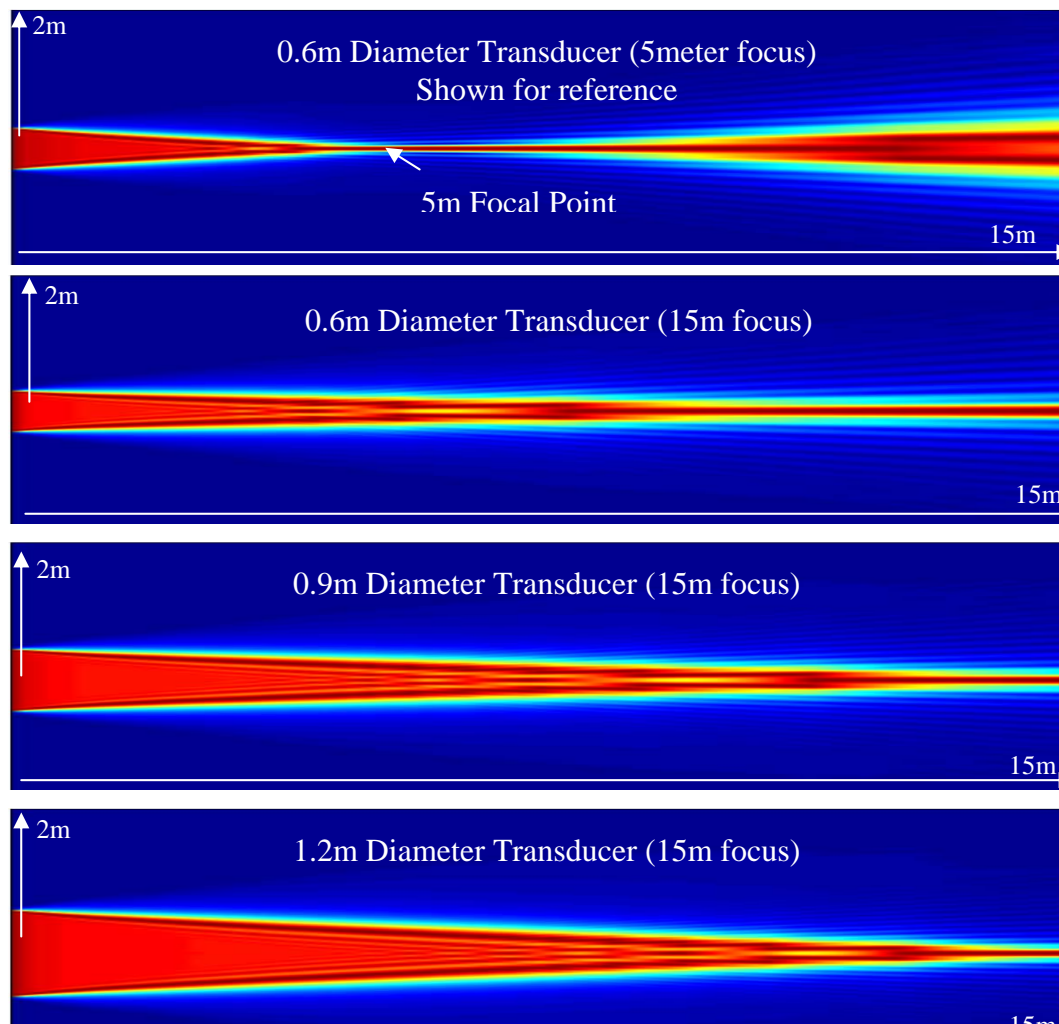 2m
0.6m Diameter Transducer (5meter focus)
Shown for reference
5m Focal Point
15m
2m
0.6m Diameter Transducer (15m focus)
15m
2m
0.9m Diameter Transducer (15m focus)
15m
2m
1.2m Diameter Transducer (15m focus)
15m